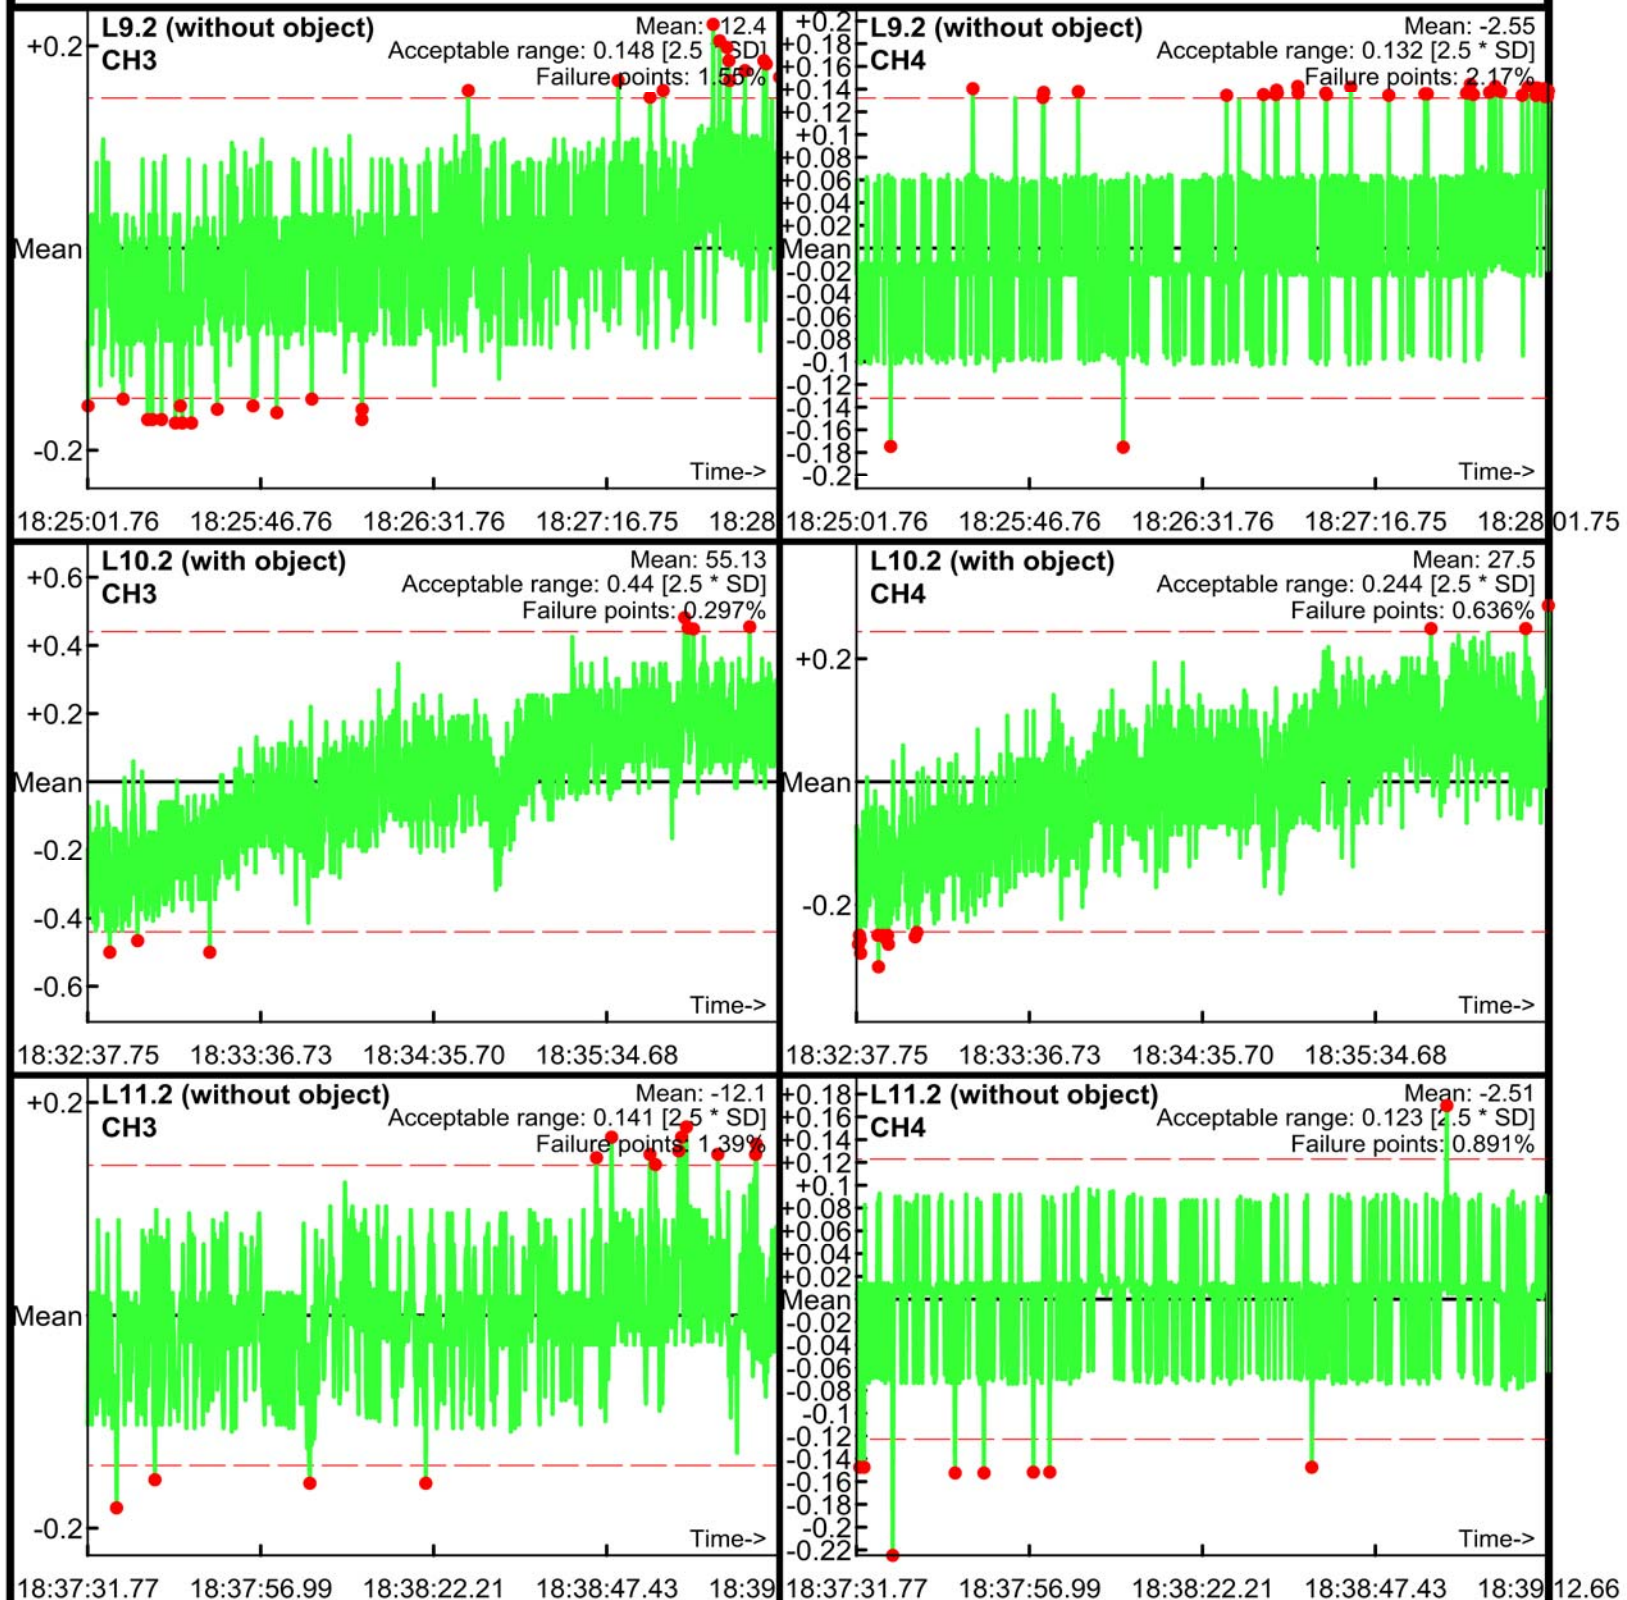 L9.2 (without object)
CH3
Mean: -12.4
Acceptable range: 0.148 [2.5 * SD]
Failure points: 1.55%
+0.2
Mean
-0.2
Time->
18:25:01.76 18:25:46.76 18:26:31.76 18:27:16.75 18:28
L9.2 (without object)
CH4
Mean: -2.55
Acceptable range: 0.132 [2.5 * SD]
Failure points: 2.17%
+0.2
+0.18
+0.16
+0.14
+0.12
+0.1
+0.08
+0.06
+0.04
+0.02
Mean
-0.02
-0.04
-0.06
-0.08
-0.1
-0.12
-0.14
-0.16
-0.18
-0.2
Time->
18:25:01.76 18:25:46.76 18:26:31.76 18:27:16.75 18:28:01.75
L10.2 (with object)
CH3
Mean: 55.13
Acceptable range: 0.44 [2.5 * SD]
Failure points: 0.297%
+0.6
+0.4
+0.2
Mean
-0.2
-0.4
-0.6
Time->
18:32:37.75 18:33:36.73 18:34:35.70 18:35:34.68
L10.2 (with object)
CH4
Mean: 27.5
Acceptable range: 0.244 [2.5 * SD]
Failure points: 0.636%
+0.2
Mean
-0.2
Time->
18:32:37.75 18:33:36.73 18:34:35.70 18:35:34.68
L11.2 (without object)
CH3
Mean: -12.1
Acceptable range: 0.141 [2.5 * SD]
Failure points: 1.39%
+0.2
Mean
-0.2
Time->
18:37:31.77 18:37:56.99 18:38:22.21 18:38:47.43 18:39
L11.2 (without object)
CH4
Mean: -2.51
Acceptable range: 0.123 [2.5 * SD]
Failure points: 0.891%
+0.18
+0.16
+0.14
+0.12
+0.1
+0.08
+0.06
+0.04
+0.02
Mean
-0.02
-0.04
-0.06
-0.08
-0.1
-0.12
-0.14
-0.16
-0.18
-0.2
-0.22
Time->
18:37:31.77 18:37:56.99 18:38:22.21 18:38:47.43 18:39:12.66